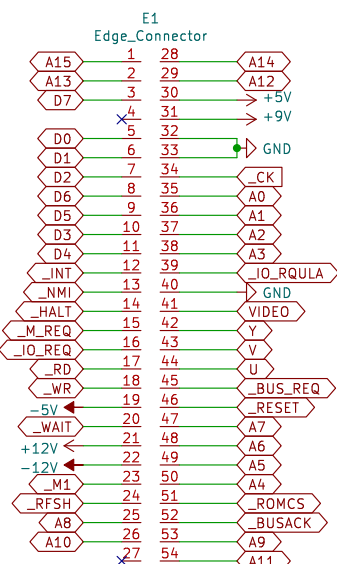 E1
Edge_Connector
A15 1 28 A14
A13 2 29 A12
D7 3 30 +5V
4 31 +9V
D0 5 32
D1 6 33 GND
D2 7 34 _CK
D6 8 35 A0
D5 9 36 A1
D3 10 37 A2
D4 11 38 A3
_INT 12 39 _IO_RQULA
_NMI 13 40 GND
_HALT 14 41 VIDEO
_M_REQ 15 42 Y
_IO_REQ 16 43 V
_RD 17 44 U
_WR 18 45 _BUS_REQ
-5V 19 46 _RESET
_WAIT 20 47 A7
+12V 21 48 A6
-12V 22 49 A5
_M1 23 50 A4
_RFSH 24 51 _ROMCS
A8 25 52 _BUSACK
A10 26 53 A9
27 54 A11